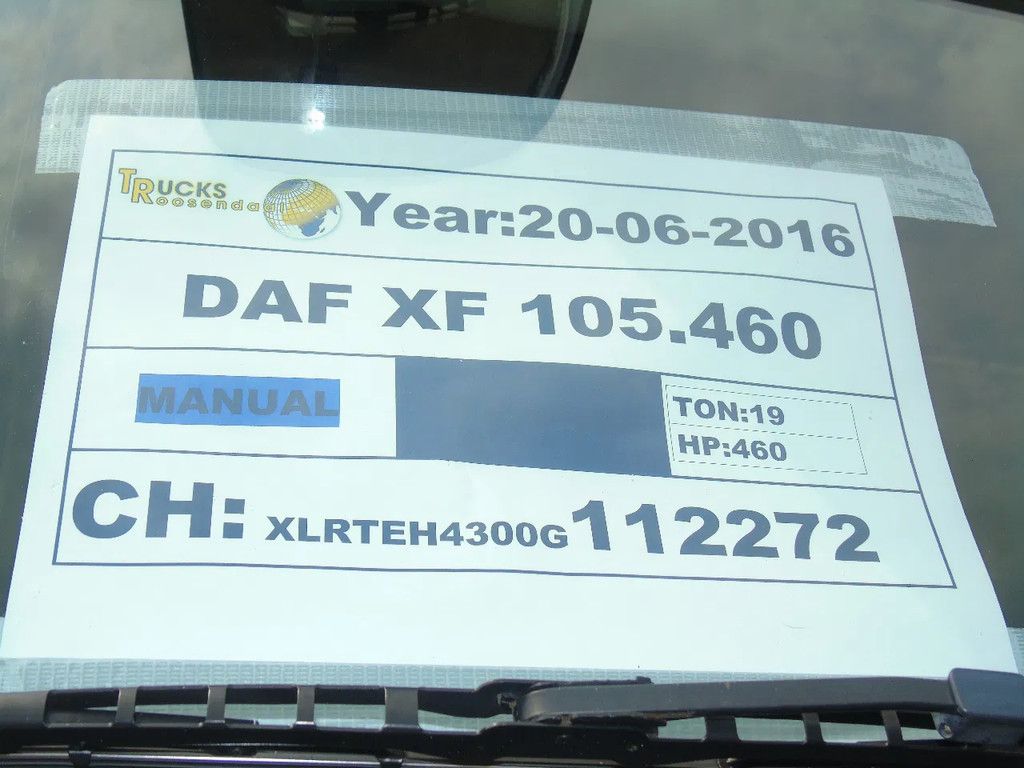 TRUCKS
Roosendaal
Year:20-06-2016
DAF XF 105.460
MANUAL
TON:19
HP:460
CH: XLRTEH4300G112272